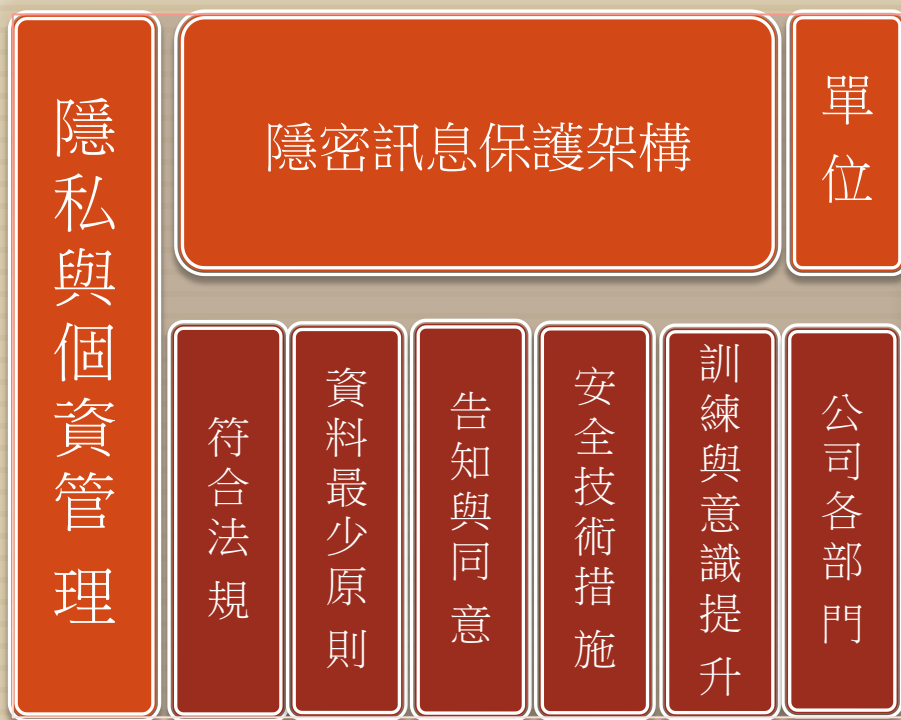 隱私與個資管理
隱密訊息保護架構
單位
符合法規
資料最少原則
告知與同意
安全技術措施
訓練與意識提升
公司各部門